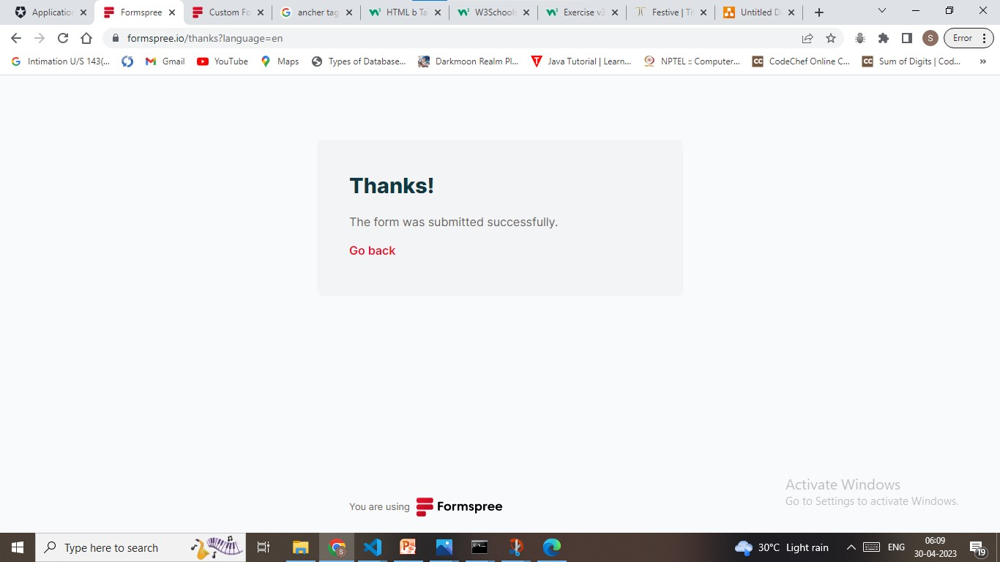 Application
Formspree
Custom Fo
ancher tag
HTML b Ta
W3Schools
Exercise v3
Festive | Tit
Untitled Di
formspree.io/thanks?language=en
S
Error
Intimation U/S 143(...
Gmail
YouTube
Maps
Types of Database...
Darkmoon Realm Pl...
Java Tutorial | Learn...
NPTEL :: Computer...
CodeChef Online C...
Sum of Digits | Cod...
»
Thanks!
The form was submitted successfully.
Go back
Activate Windows
Go to Settings to activate Windows.
You are using Formspree
Type here to search
30°C Light rain
ENG
06:09
30-04-2023
19